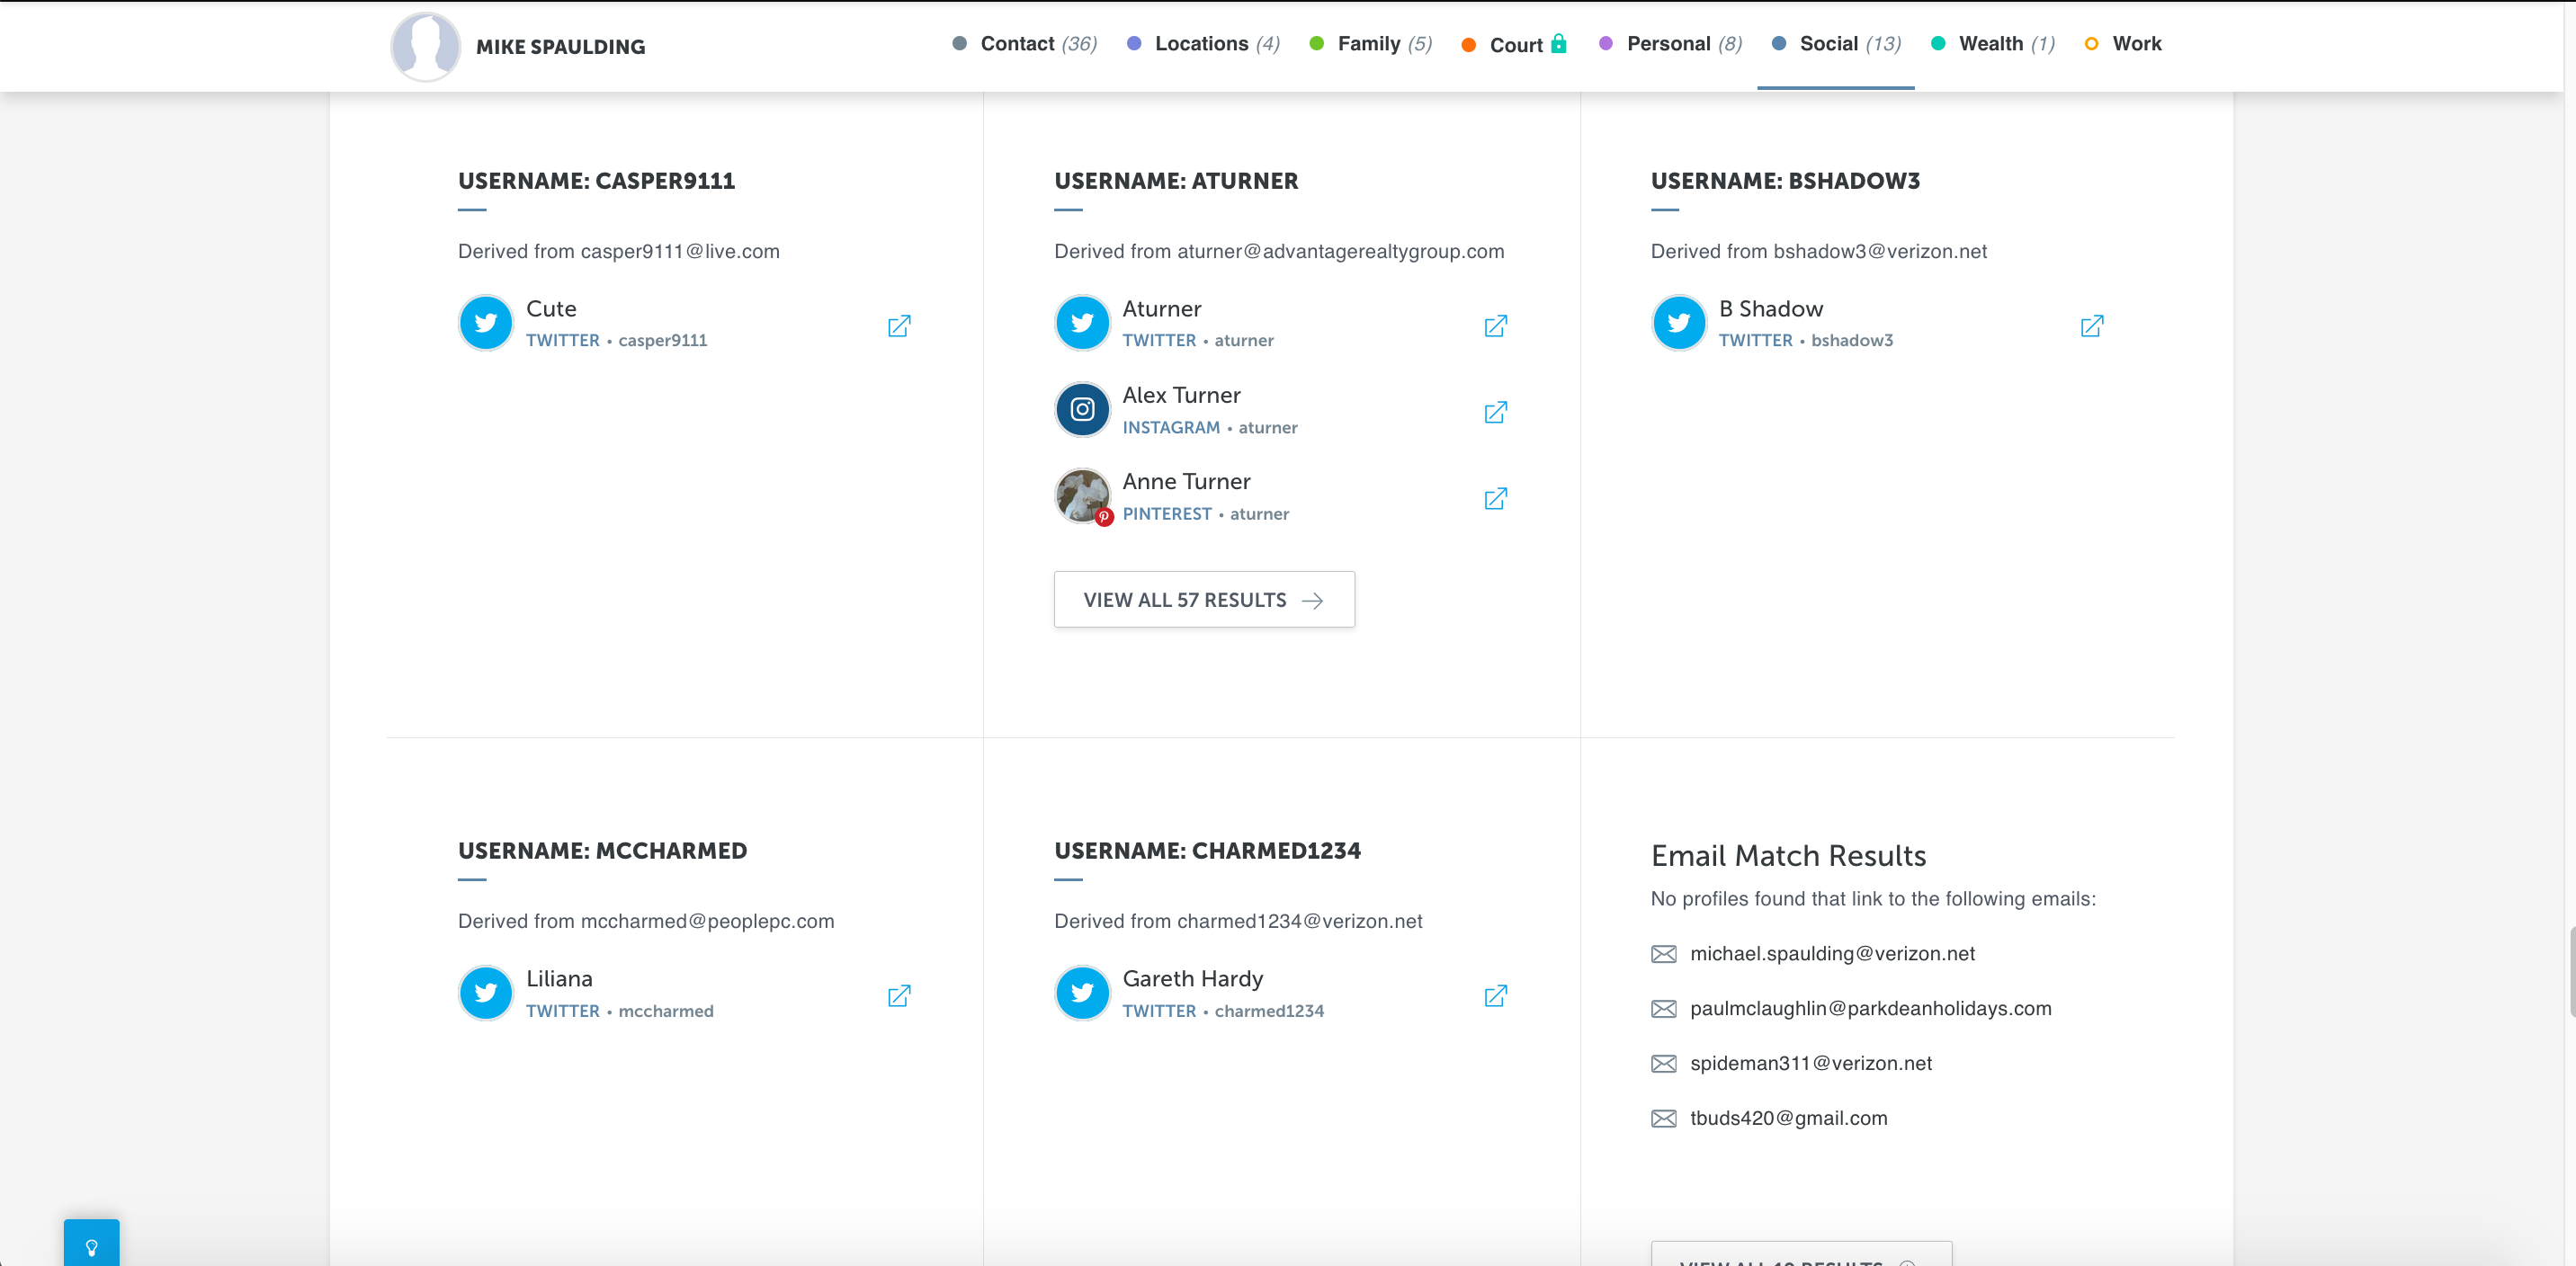 MIKE SPAULDING
Contact (36) Locations (4) Family (5) Court Personal (8) Social (13) Wealth (1) Work
USERNAME: CASPER9111
Derived from casper9111@live.com
Cute
TWITTER • casper9111
USERNAME: ATURNER
Derived from aturner@advantagerealtygroup.com
Aturner
TWITTER • aturner
Alex Turner
INSTAGRAM • aturner
Anne Turner
PINTEREST • aturner
VIEW ALL 57 RESULTS
USERNAME: BSHADOW3
Derived from bshadow3@verizon.net
B Shadow
TWITTER • bshadow3
USERNAME: MCCHARMED
Derived from mccharmed@peoplepc.com
Liliana
TWITTER • mccharmed
USERNAME: CHARMED1234
Derived from charmed1234@verizon.net
Gareth Hardy
TWITTER • charmed1234
Email Match Results
No profiles found that link to the following emails:
michael.spaulding@verizon.net
paulmclaughlin@parkdeanholidays.com
spideman311@verizon.net
tbuds420@gmail.com
VIEW ALL RESULTS